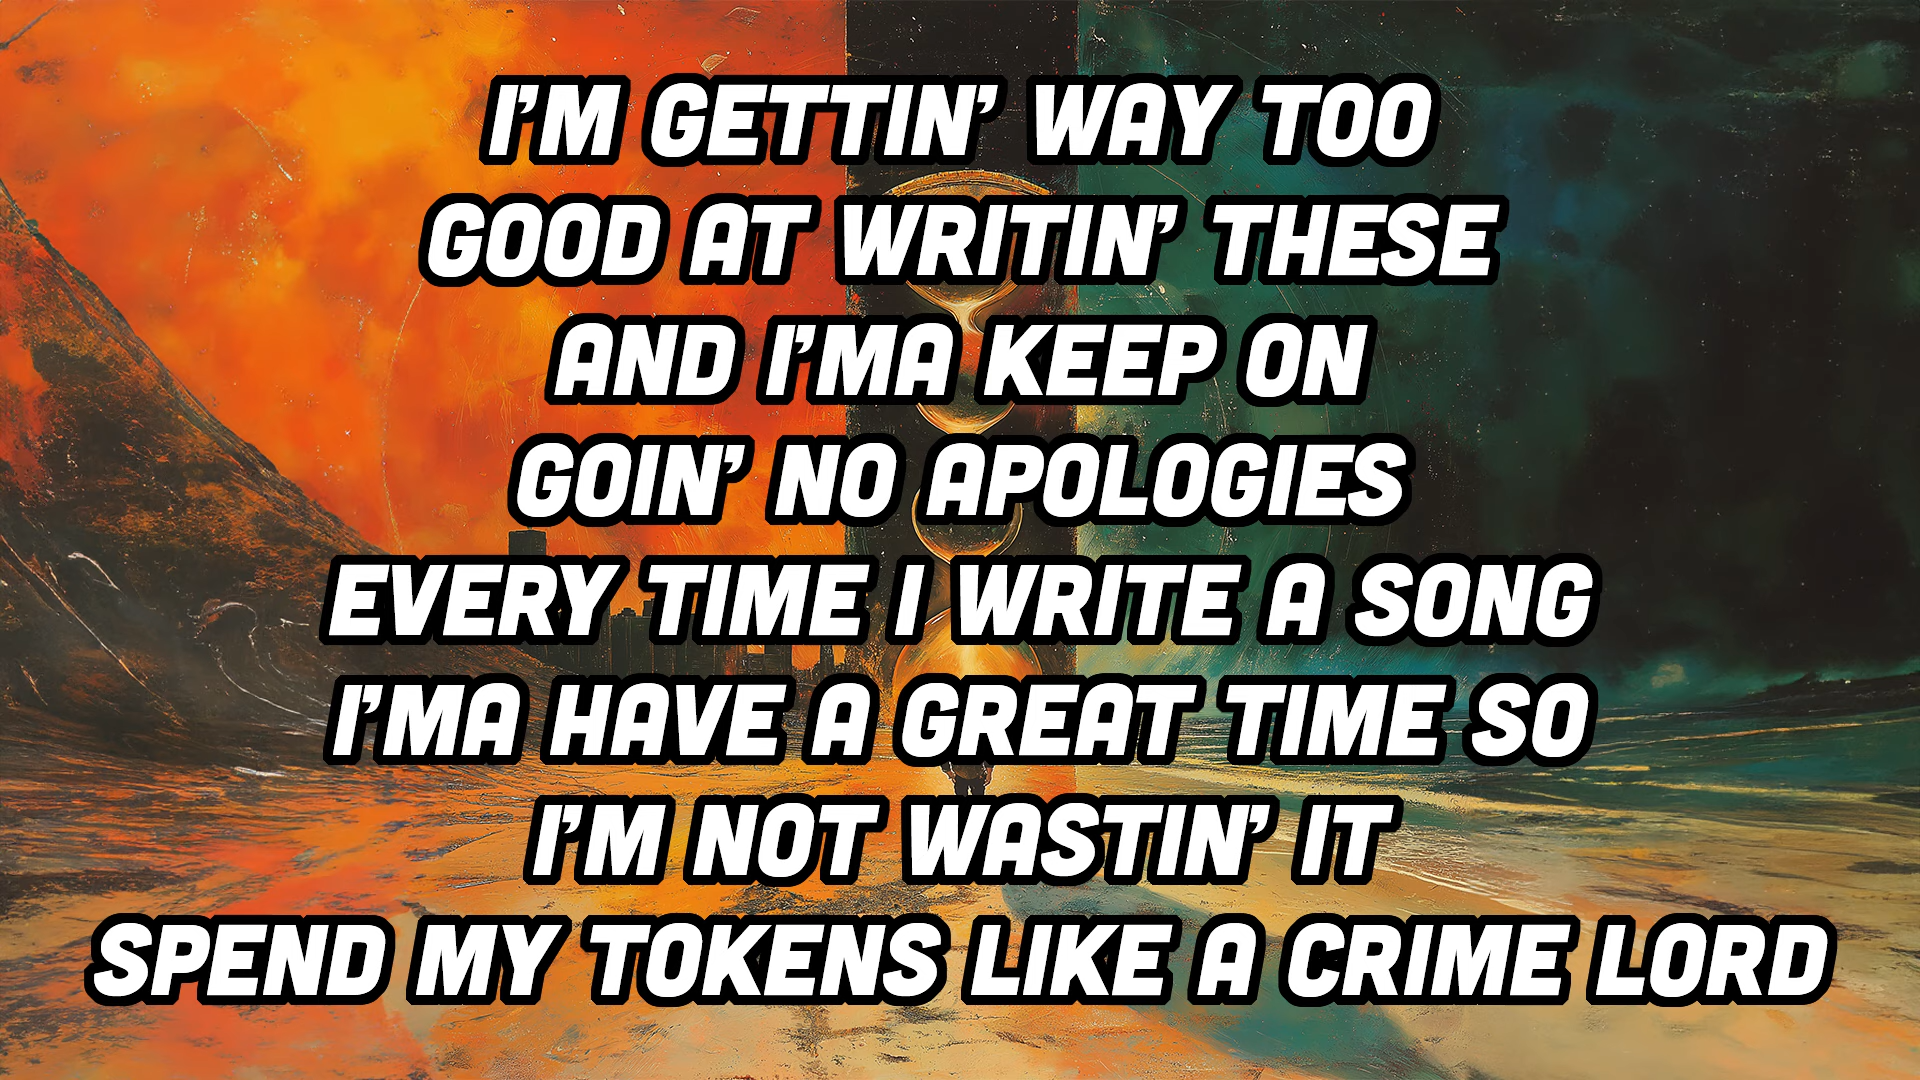 I'M GETTIN' WAY TOO
GOOD AT WRITIN' THESE
AND I'MA KEEP ON
GOIN' NO APOLOGIES
EVERY TIME I WRITE A SONG
I'MA HAVE A GREAT TIME SO
I'M NOT WASTIN' IT
SPEND MY TOKENS LIKE A CRIME LORD